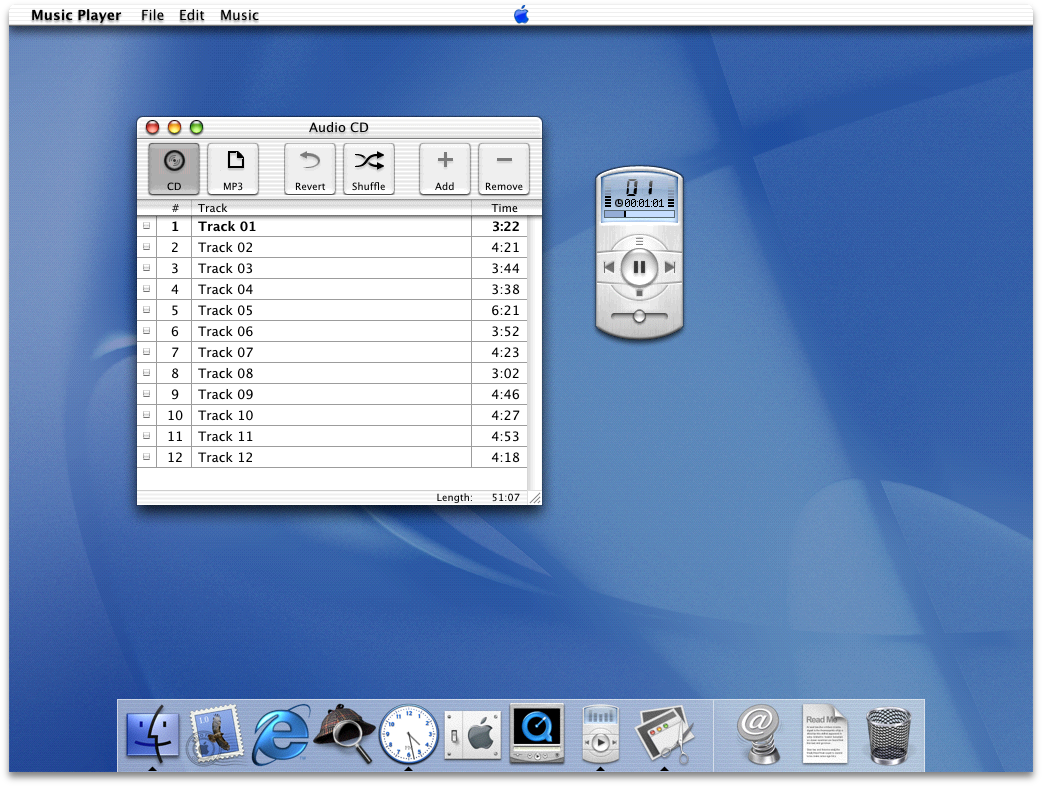 Music Player File Edit Music
Audio CD
CD MP3 Revert Shuffle Add Remove
# Track Time
1 Track 01 3:22
2 Track 02 4:21
3 Track 03 3:44
4 Track 04 3:38
5 Track 05 6:21
6 Track 06 3:52
7 Track 07 4:23
8 Track 08 3:02
9 Track 09 4:46
10 Track 10 4:27
11 Track 11 4:53
12 Track 12 4:18
Length: 51:07
01
00:01:01
1.0
@
Read Me